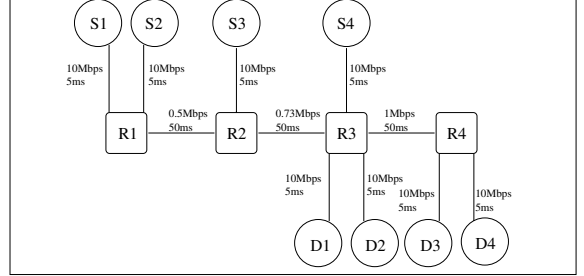 S1 S2 S3 S4
10Mbps 10Mbps 10Mbps 10Mbps
5ms 5ms 5ms 5ms
0.5Mbps 0.73Mbps 1Mbps
R1 50ms R2 50ms R3 50ms R4
10Mbps 10Mbps 10Mbps 10Mbps
5ms 5ms 5ms 5ms
D1 D2 D3 D4